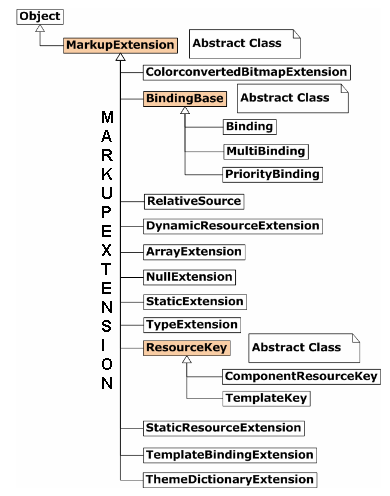 Object
MarkupExtension
Abstract Class
ColorconvertedBitmapExtension
BindingBase
Abstract Class
Binding
MultiBinding
PriorityBinding
RelativeSource
DynamicResourceExtension
ArrayExtension
NullExtension
StaticExtension
TypeExtension
ResourceKey
Abstract Class
ComponentResourceKey
TemplateKey
StaticResourceExtension
TemplateBindingExtension
ThemeDictionaryExtension
MARKUPEXTENSION